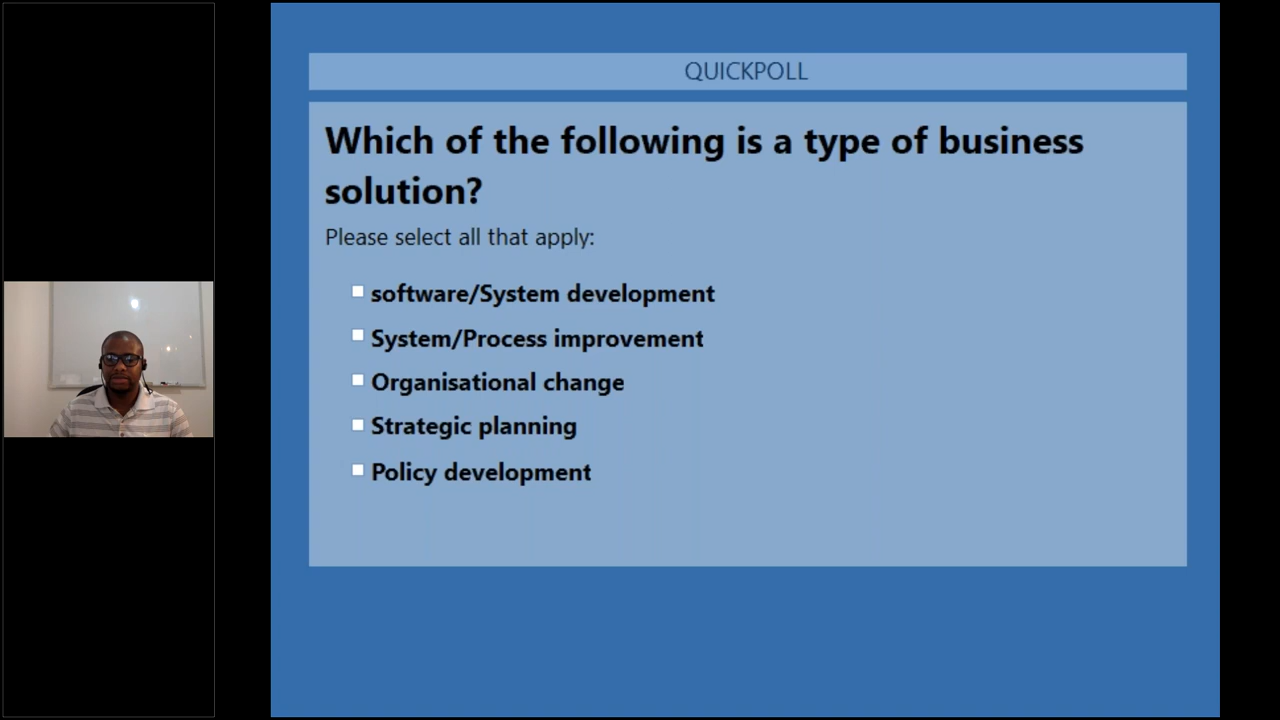 QUICKPOLL
Which of the following is a type of business
solution?
Please select all that apply:
software/System development
System/Process improvement
Organisational change
Strategic planning
Policy development